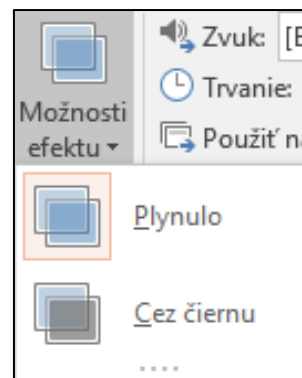 Možnosti
efektu
Zvuk: [
Trvanie:
Použiť
Plynulo
Cez čiernu